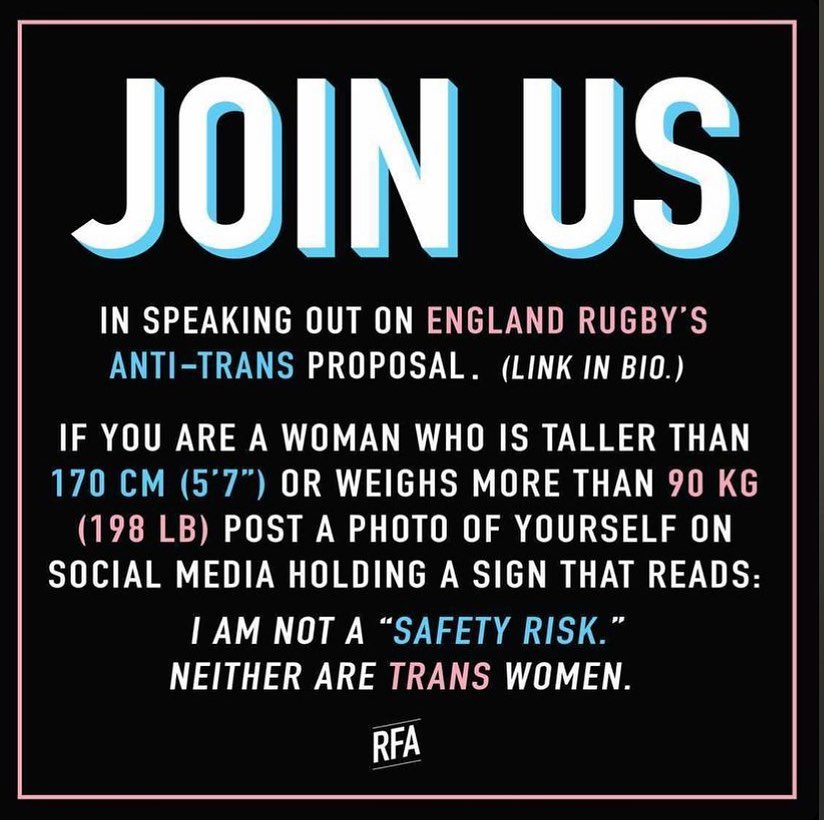 JOIN US
IN SPEAKING OUT ON ENGLAND RUGBY'S
ANTI-TRANS PROPOSAL. (LINK IN BIO.)
IF YOU ARE A WOMAN WHO IS TALLER THAN
170 CM (5'7") OR WEIGHS MORE THAN 90 KG
(198 LB) POST A PHOTO OF YOURSELF ON
SOCIAL MEDIA HOLDING A SIGN THAT READS:
I AM NOT A "SAFETY RISK."
NEITHER ARE TRANS WOMEN.
RFA